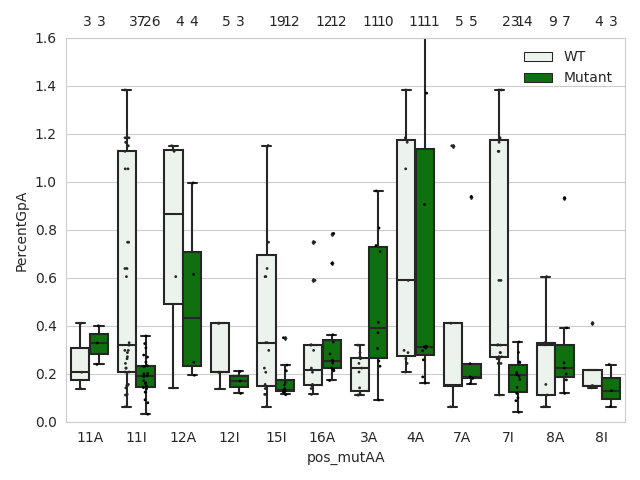 3 3 37 26 4 4 5 3 19 12 12 12 11 10 11 11 5 5 23 14 9 7 4 3
1.6
WT
Mutant
1.4
1.2
1.0
0.8
0.6
0.4
0.2
0.0
PercentGpA
11A 11I 12A 12I 15I 16A 3A 4A 7A 7I 8A 8I
pos_mutAA